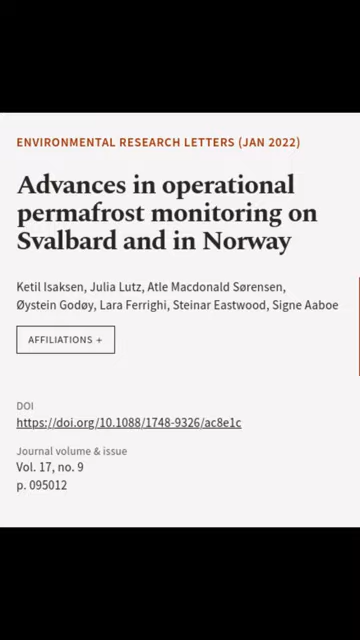 ENVIRONMENTAL RESEARCH LETTERS (JAN 2022)
Advances in operational
permafrost monitoring on
Svalbard and in Norway
Ketil Isaksen, Julia Lutz, Atle Macdonald Sørensen,
Øystein Godøy, Lara Ferrighi, Steinar Eastwood, Signe Aaboe
AFFILIATIONS +
DOI
https://doi.org/10.1088/1748-9326/ac8e1c
Journal volume & issue
Vol. 17, no. 9
p. 095012